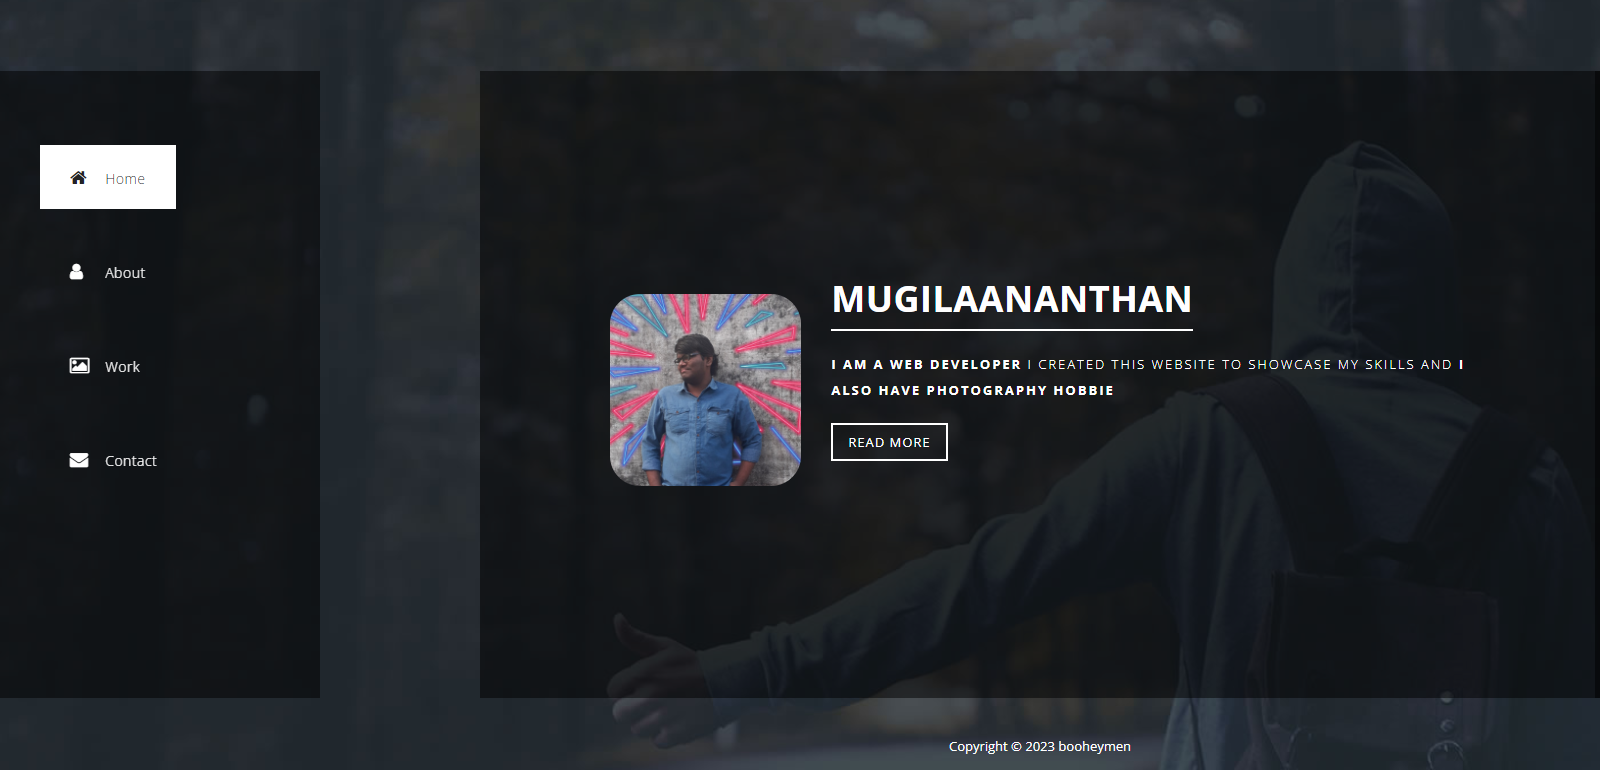 Home
About
Work
Contact
MUGILAANANTHAN
I AM A WEB DEVELOPER I CREATED THIS WEBSITE TO SHOWCASE MY SKILLS AND I
ALSO HAVE PHOTOGRAPHY HOBBIE
READ MORE
Copyright © 2023 booheymen